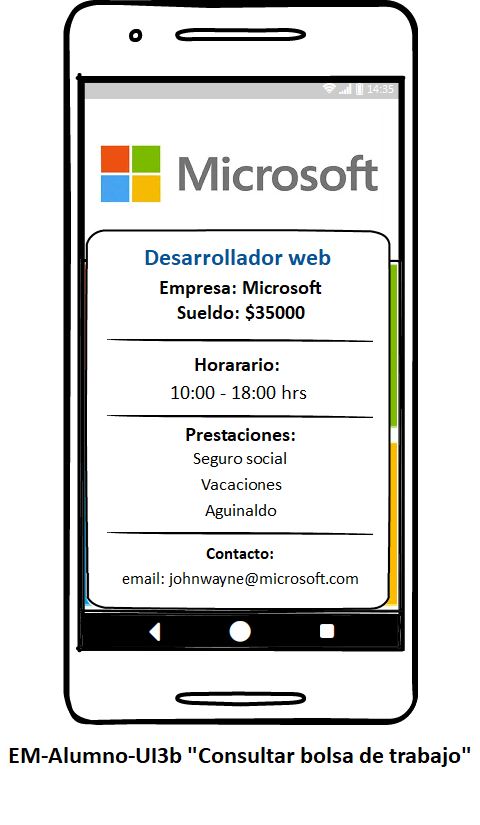 14:35
Microsoft
Desarrollador web
Empresa: Microsoft
Sueldo: $35000
Horarario:
10:00 - 18:00 hrs
Prestaciones:
Seguro social
Vacaciones
Aguinaldo
Contacto:
email: johnwayne@microsoft.com
EM-Alumno-UI3b "Consultar bolsa de trabajo"